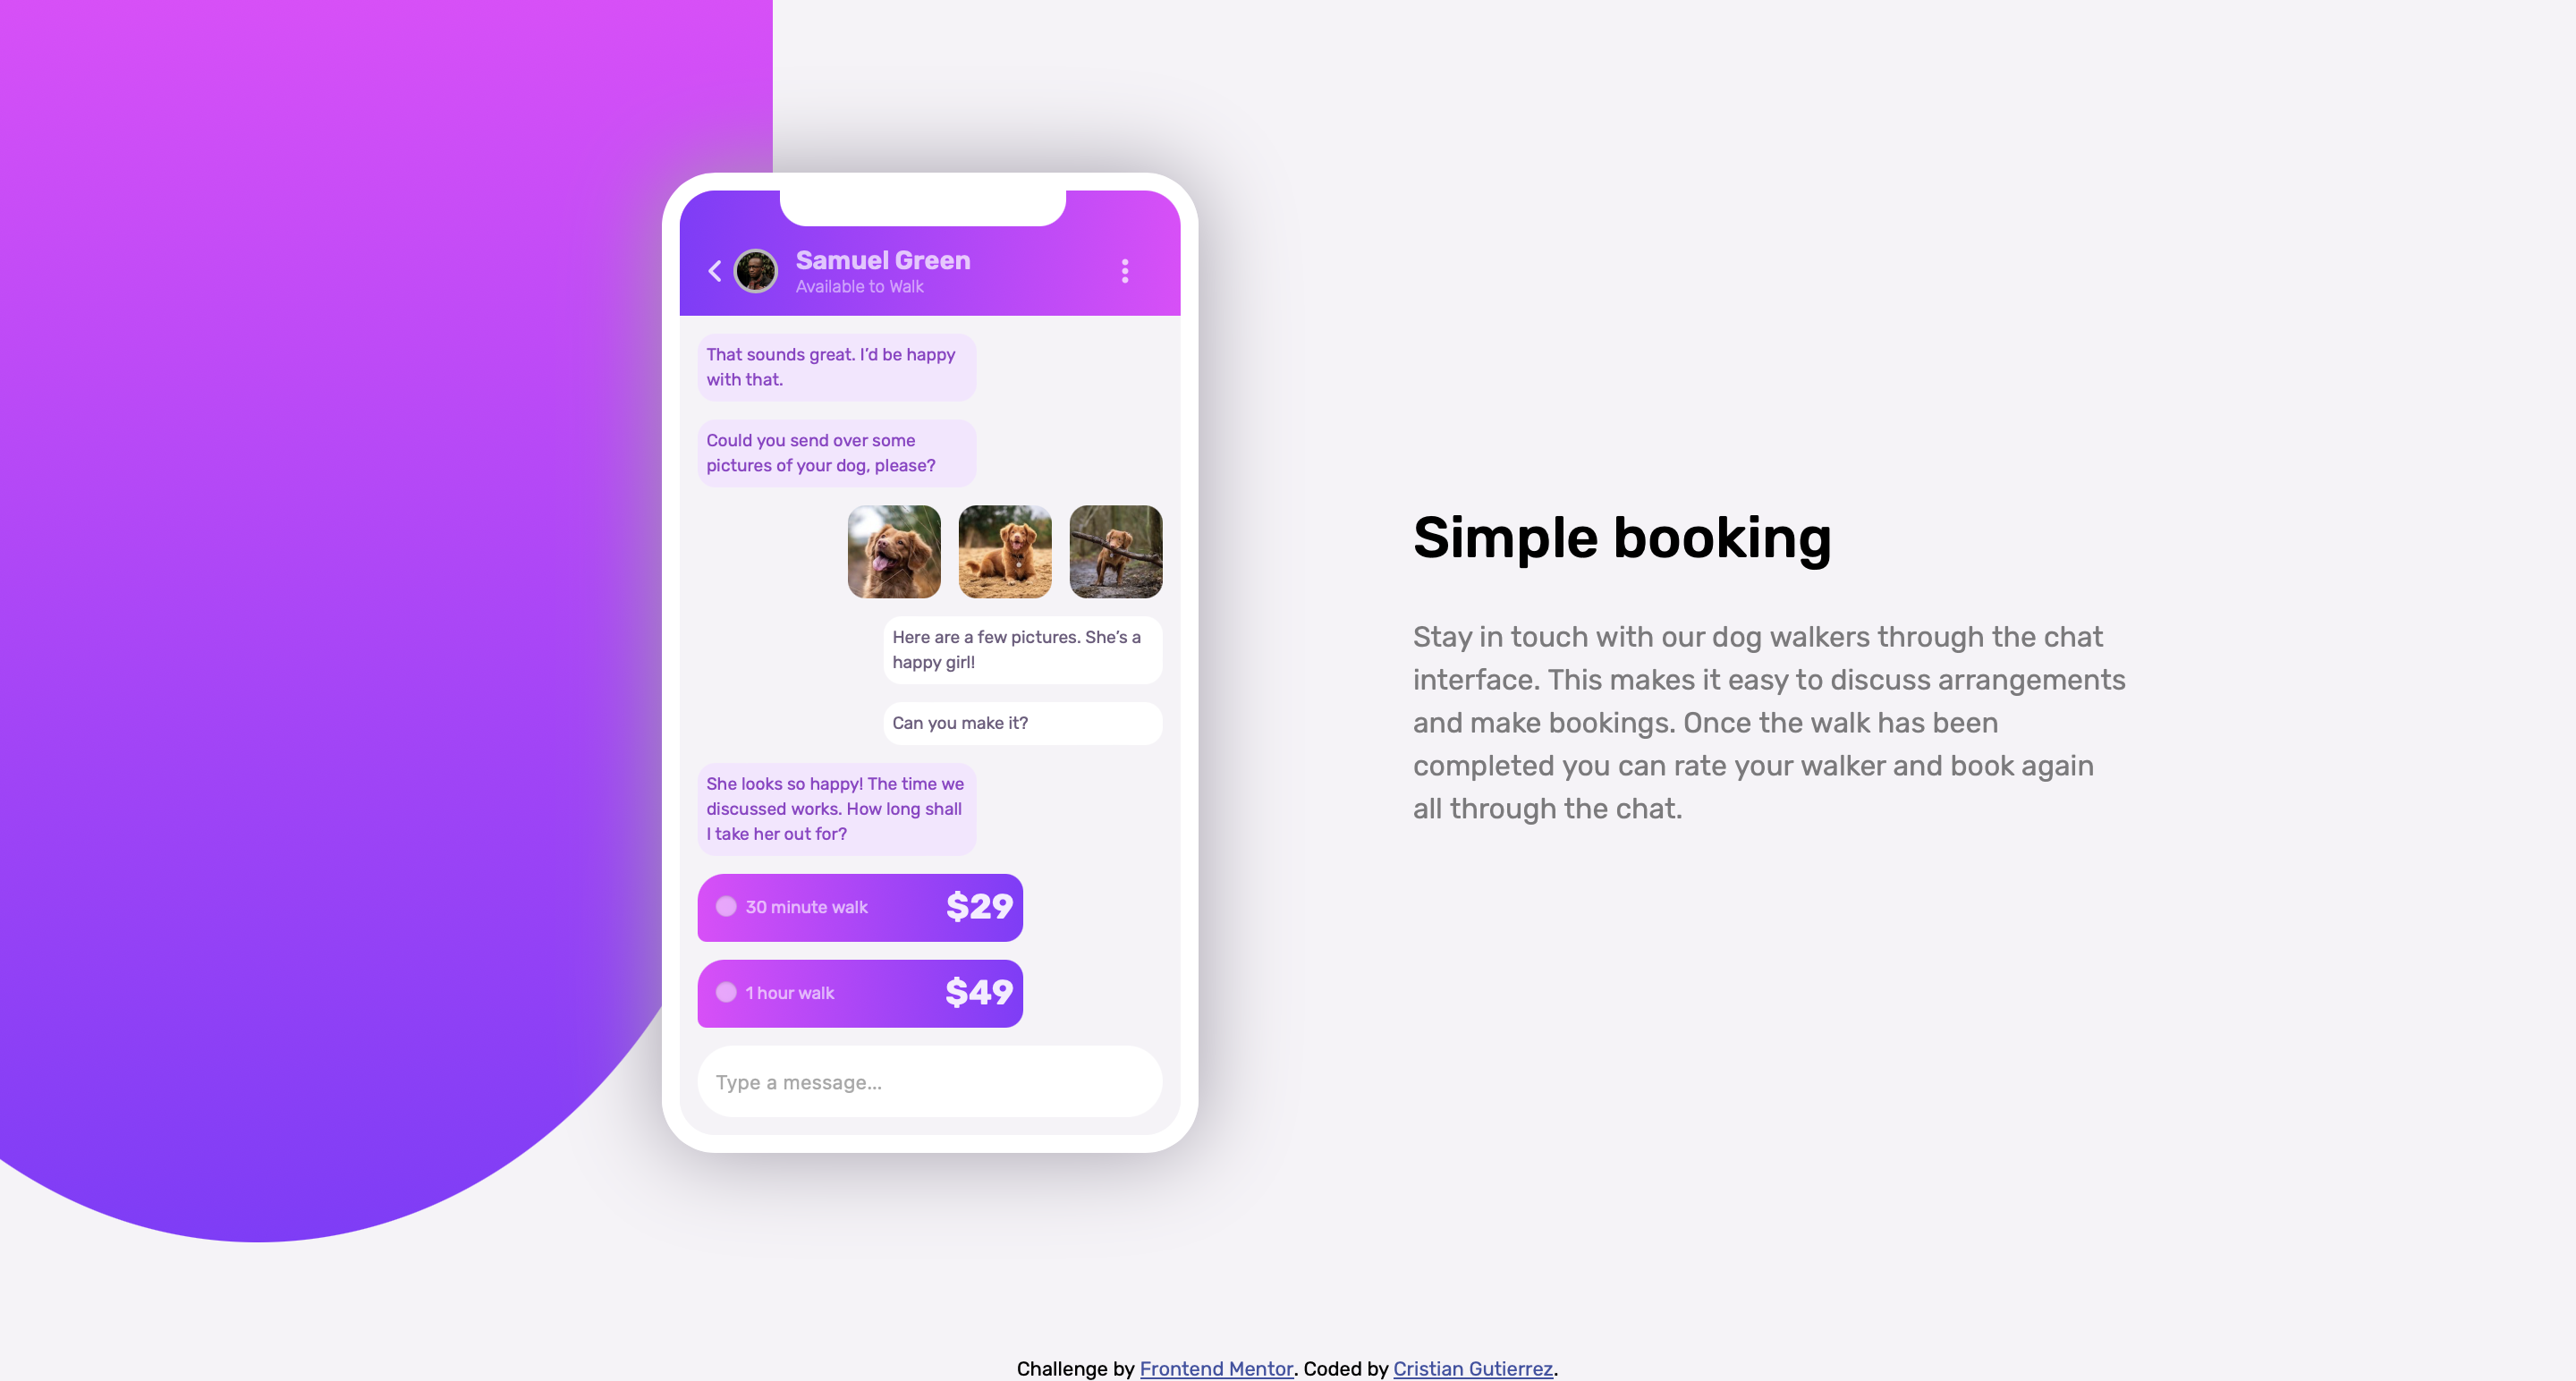 Samuel Green
Available to Walk
That sounds great. I’d be happy
with that.
Could you send over some
pictures of your dog, please?
Here are a few pictures. She’s a
happy girl!
Can you make it?
She looks so happy! The time we
discussed works. How long shall
I take her out for?
30 minute walk $29
1 hour walk $49
Type a message...
Simple booking
Stay in touch with our dog walkers through the chat
interface. This makes it easy to discuss arrangements
and make bookings. Once the walk has been
completed you can rate your walker and book again
all through the chat.
Challenge by Frontend Mentor. Coded by Cristian Gutierrez.